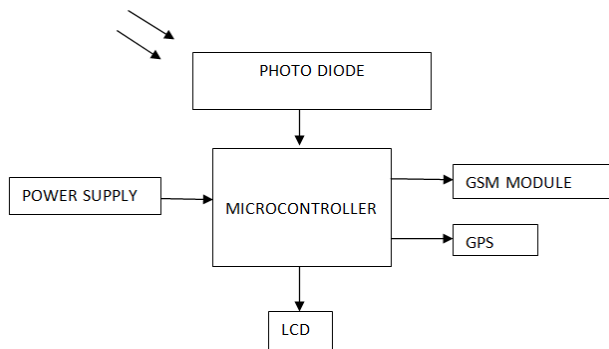 PHOTO DIODE
POWER SUPPLY
MICROCONTROLLER
GSM MODULE
GPS
LCD